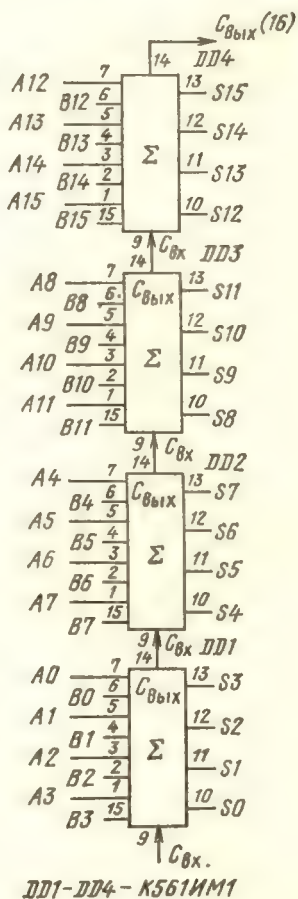 Cвых (16)
14 DD4
A12 7 13 S15
B12 6
A13 5 12 S14
B13 4
A14 3 Σ 11 S13
B14 2
A15 1 10 S12
B15 15
9 Cвх DD3
14
A8 7 Cвых 13 S11
B8 6
A9 5 12 S10
B9 4
A10 3 Σ 11 S9
B10 2
A11 1 10 S8
B11 15
9 Cвх DD2
14
A4 7 Cвых 13 S7
B4 6
A5 5 12 S6
B5 4
A6 3 Σ 11 S5
B6 2
A7 1 10 S4
B7 15
9 Cвх DD1
14
A0 7 Cвых 13 S3
B0 6
A1 5 12 S2
B1 4
A2 3 Σ 11 S1
B2 2
A3 1 10 S0
B3 15
9 Cвх.
DD1-DD4-К561ИМ1